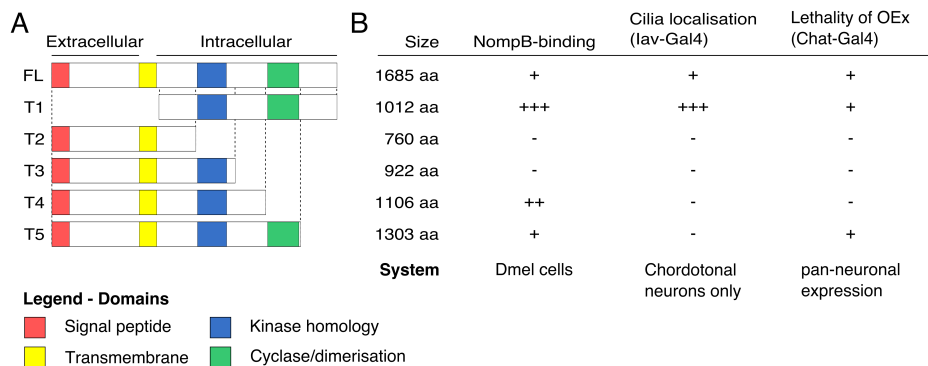 A
Extracellular Intracellular
FL
T1
T2
T3
T4
T5
Legend - Domains
Signal peptide Kinase homology
Transmembrane Cyclase/dimerisation
B
Size NompB-binding Cilia localisation (Iav-Gal4) Lethality of OEx (Chat-Gal4)
1685 aa + + +
1012 aa +++ +++ +
760 aa - - -
922 aa - - -
1106 aa ++ - -
1303 aa + - +
System Dmel cells Chordotonal neurons only pan-neuronal expression